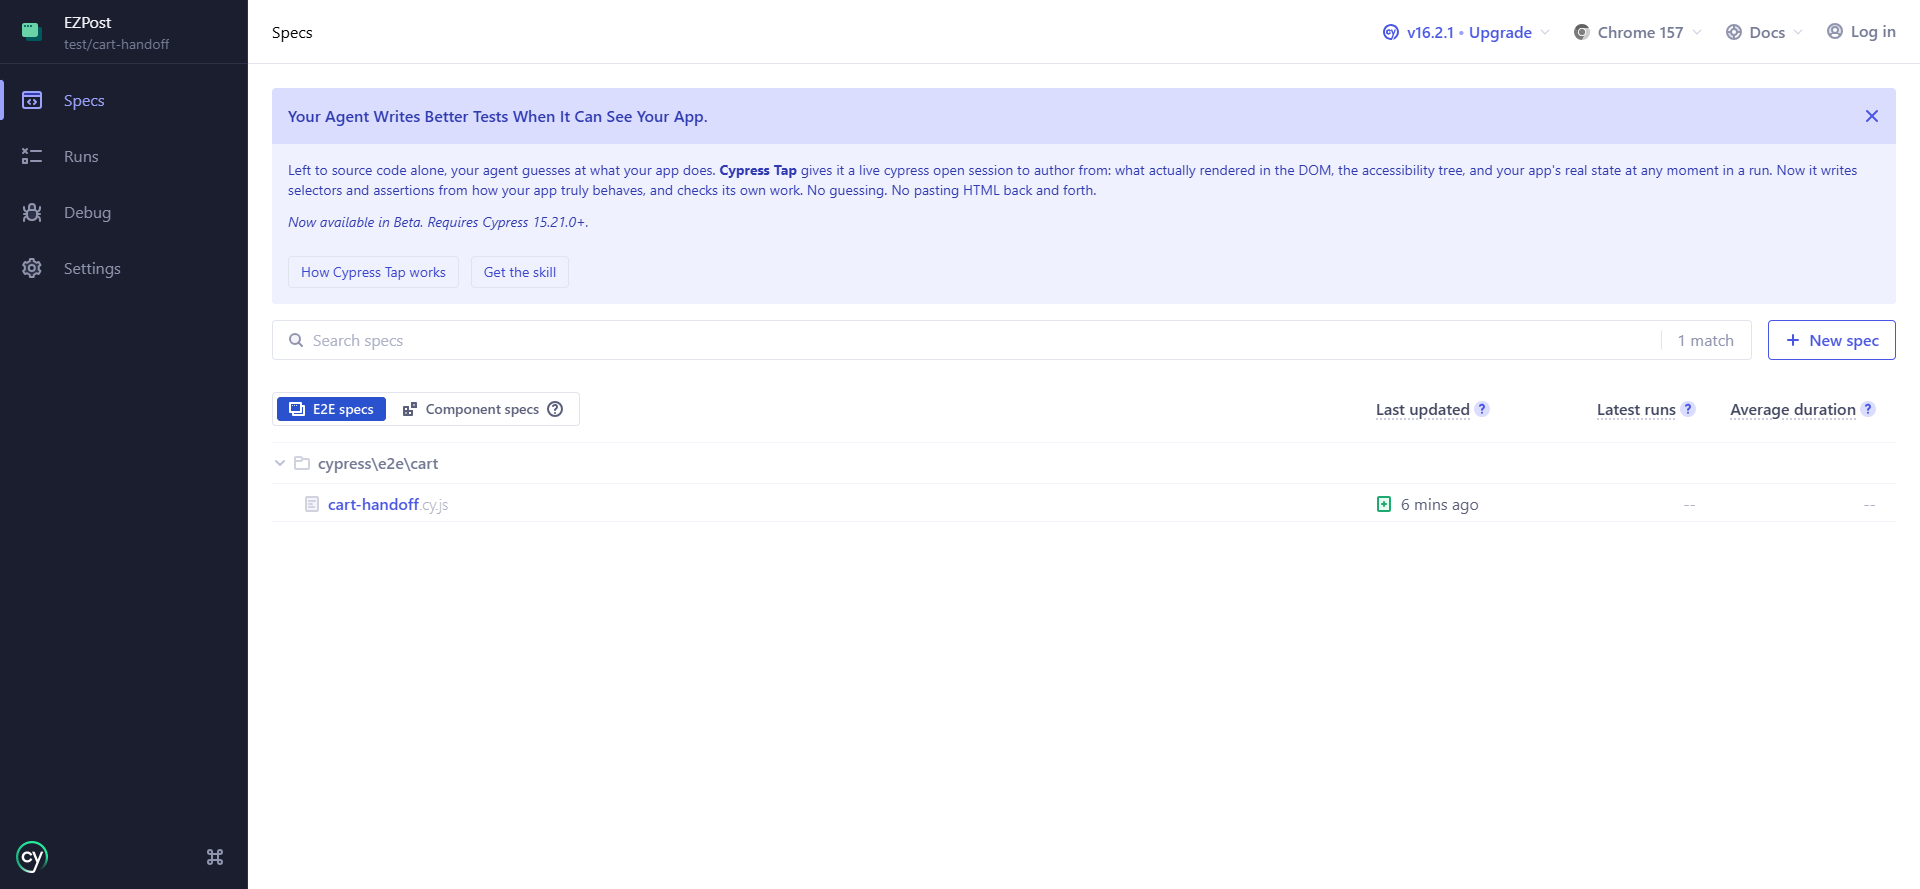 EZPost
test/cart-handoff
Specs
Runs
Debug
Settings
cy
Specs
cy v16.2.1 • Upgrade
Chrome 157
Docs
Log in
Your Agent Writes Better Tests When It Can See Your App.
Left to source code alone, your agent guesses at what your app does. Cypress Tap gives it a live cypress open session to author from: what actually rendered in the DOM, the accessibility tree, and your app's real state at any moment in a run. Now it writes
selectors and assertions from how your app truly behaves, and checks its own work. No guessing. No pasting HTML back and forth.
Now available in Beta. Requires Cypress 15.21.0+.
How Cypress Tap works
Get the skill
Search specs
1 match
+ New spec
E2E specs
Component specs ?
Last updated ?
Latest runs ?
Average duration ?
cypress\e2e\cart
cart-handoff.cy.js
6 mins ago
--
--